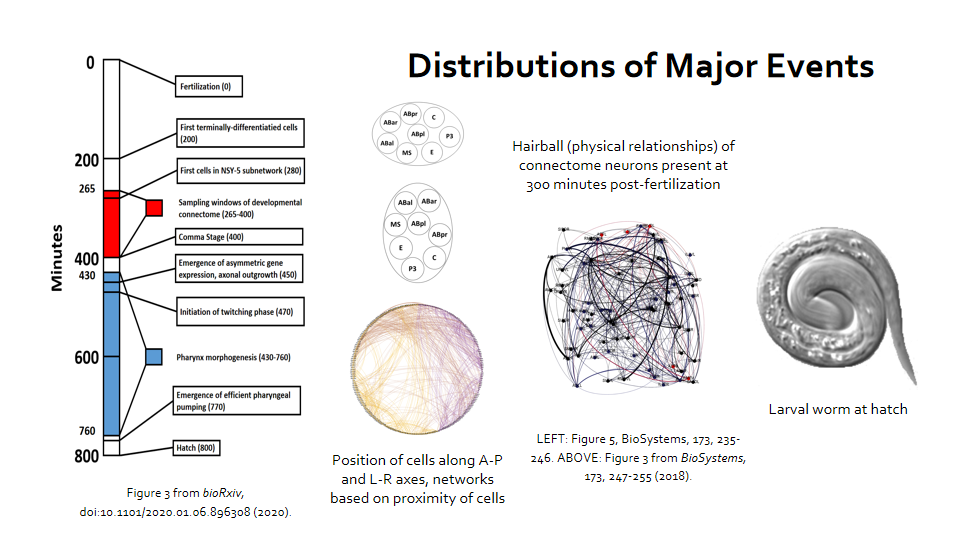 Distributions of Major Events
Minutes
0
200
265
400
430
600
760
800
Fertilization (0)
First terminally-differentiatied cells
(200)
First cells in NSY-5 subnetwork (280)
Sampling windows of developmental
connectome (265-400)
Comma Stage (400)
Emergence of asymmetric gene
expression, axonal outgrowth (450)
Initiation of twitching phase (470)
Pharynx morphogenesis (430-760)
Emergence of efficient pharyngeal
pumping (770)
Hatch (800)
Figure 3 from bioRxiv,
doi:10.1101/2020.01.06.896308 (2020).
ABpr
C
ABar
P3
ABpl
ABal
MS
E
ABal
ABar
MS
ABpl
ABpr
E
C
P3
Position of cells along A-P
and L-R axes, networks
based on proximity of cells
Hairball (physical relationships) of
connectome neurons present at
300 minutes post-fertilization
LEFT: Figure 5, BioSystems, 173, 235-
246. ABOVE: Figure 3 from BioSystems,
173, 247-255 (2018).
Larval worm at hatch